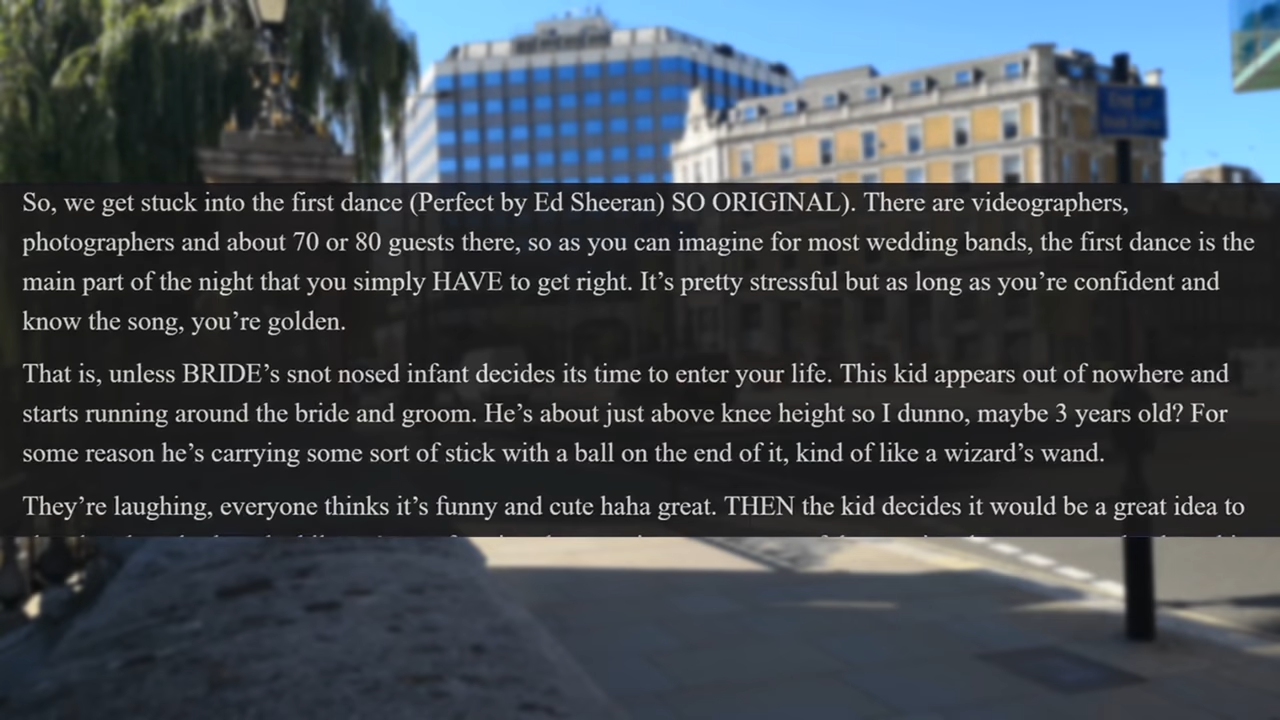 So, we get stuck into the first dance (Perfect by Ed Sheeran) SO ORIGINAL). There are videographers,
photographers and about 70 or 80 guests there, so as you can imagine for most wedding bands, the first dance is the
main part of the night that you simply HAVE to get right. It’s pretty stressful but as long as you’re confident and
know the song, you’re golden.
That is, unless BRIDE’s snot nosed infant decides its time to enter your life. This kid appears out of nowhere and
starts running around the bride and groom. He’s about just above knee height so I dunno, maybe 3 years old? For
some reason he’s carrying some sort of stick with a ball on the end of it, kind of like a wizard’s wand.
They’re laughing, everyone thinks it’s funny and cute haha great. THEN the kid decides it would be a great idea to